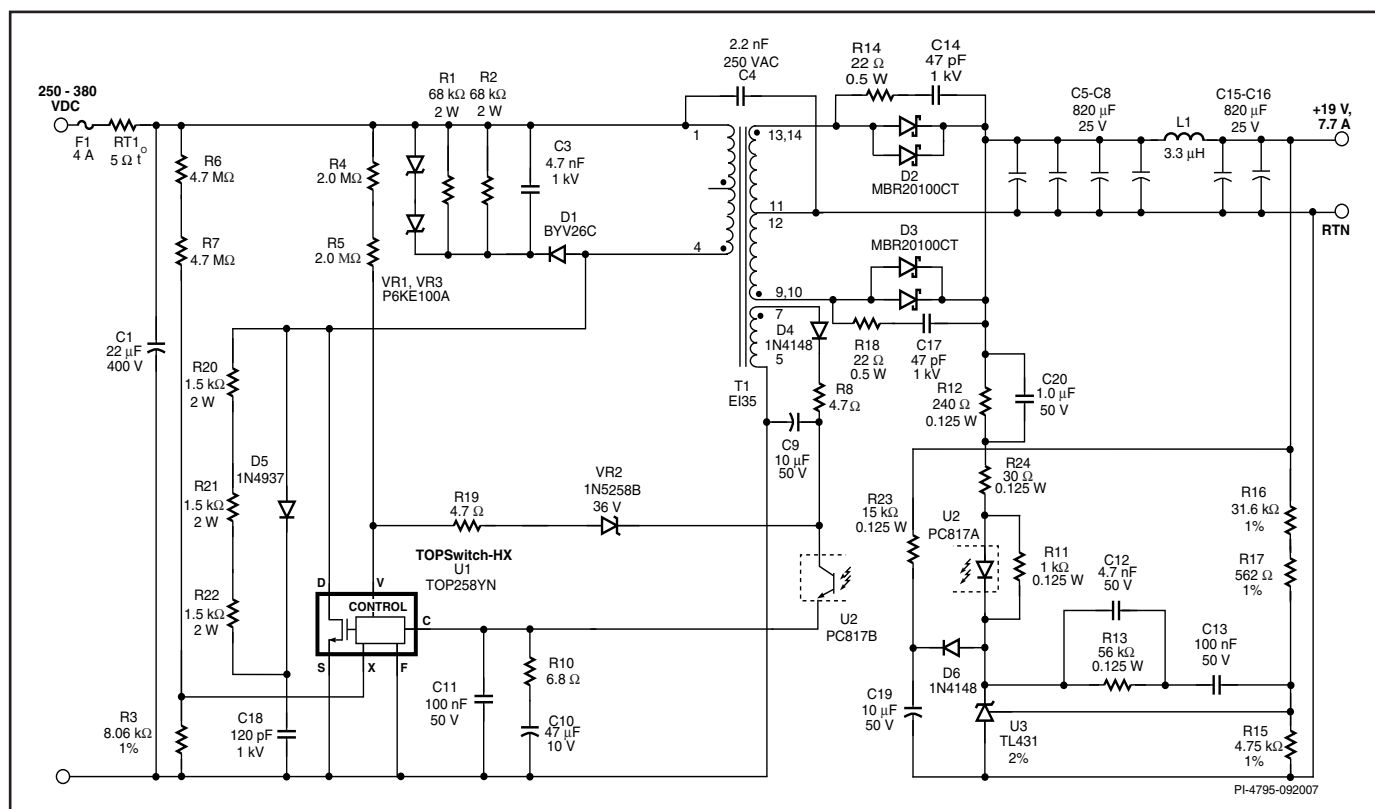 250 - 380
VDC
F1
4 A
RT1
5 Ω
t
O
R6
4.7 MΩ
R7
4.7 MΩ
C1
22 µF
400 V
R4
2.0 MΩ
R5
2.0 MΩ
R1
68 kΩ
2 W
R2
68 kΩ
2 W
C3
4.7 nF
1 kV
D1
BYV26C
VR1, VR3
P6KE100A
2.2 nF
250 VAC
C4
1
4
13,14
11
12
9,10
7
5
T1
EI35
R14
22 Ω
0.5 W
C14
47 pF
1 kV
D2
MBR20100CT
D3
MBR20100CT
C5-C8
820 µF
25 V
L1
3.3 µH
C15-C16
820 µF
25 V
+19 V,
7.7 A
RTN
D4
1N4148
R18
22 Ω
0.5 W
C17
47 pF
1 kV
R8
4.7 Ω
C9
10 µF
50 V
R12
240 Ω
0.125 W
C20
1.0 µF
50 V
R20
1.5 kΩ
2 W
R21
1.5 kΩ
2 W
R22
1.5 kΩ
2 W
D5
1N4937
R19
4.7 Ω
VR2
1N5258B
36 V
TOPSwitch-HX
U1
TOP258YN
D
V
CONTROL
C
S
X
F
U2
PC817B
R3
8.06 kΩ
1%
C18
120 pF
1 kV
C11
100 nF
50 V
R10
6.8 Ω
C10
47 µF
10 V
R24
30 Ω
0.125 W
R23
15 kΩ
0.125 W
U2
PC817A
R11
1 kΩ
0.125 W
C12
4.7 nF
50 V
R13
56 kΩ
0.125 W
C13
100 nF
50 V
R16
31.6 kΩ
1%
R17
562 Ω
1%
D6
1N4148
C19
10 µF
50 V
U3
TL431
2%
R15
4.75 kΩ
1%
PI-4795-092007